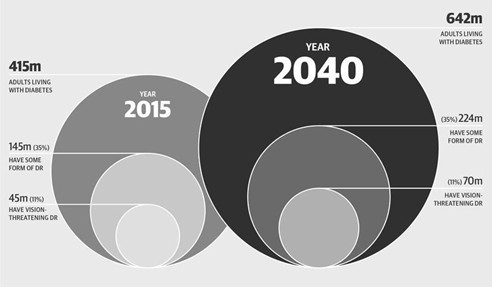 415m
ADULTS LIVING
WITH DIABETES
YEAR
2015
145m (35%)
HAVE SOME
FORM OF DR
45m (11%)
HAVE VISION-
THREATENING DR
642m
ADULTS LIVING
WITH DIABETES
YEAR
2040
(35%) 224m
HAVE SOME
FORM OF DR
(11%) 70m
HAVE VISION-
THREATENING DR